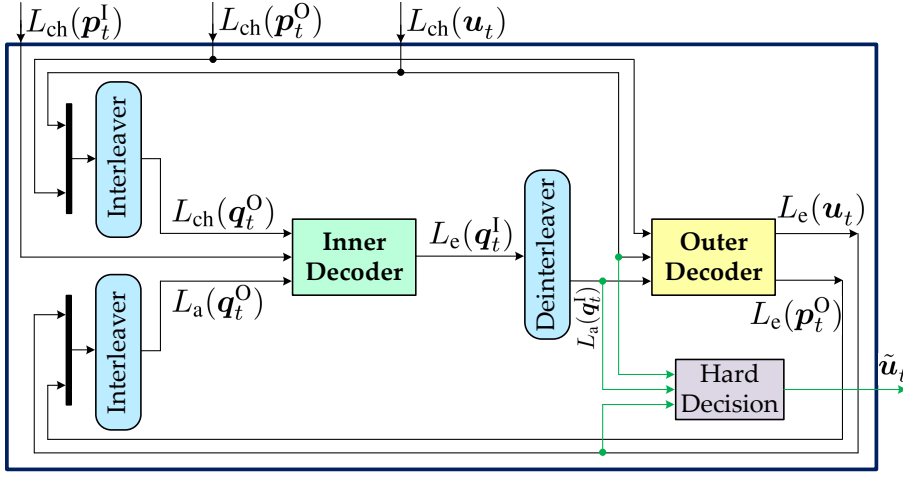 L_ch(p_t^I) L_ch(p_t^O) L_ch(u_t)
Interleaver
L_ch(q_t^O)
Inner
Decoder
L_e(q_t^I)
Deinterleaver
L_a(q_t^I)
Outer
Decoder
L_e(u_t)
L_e(p_t^O)
L_a(q_t^O)
Interleaver
Hard
Decision
ũ_t